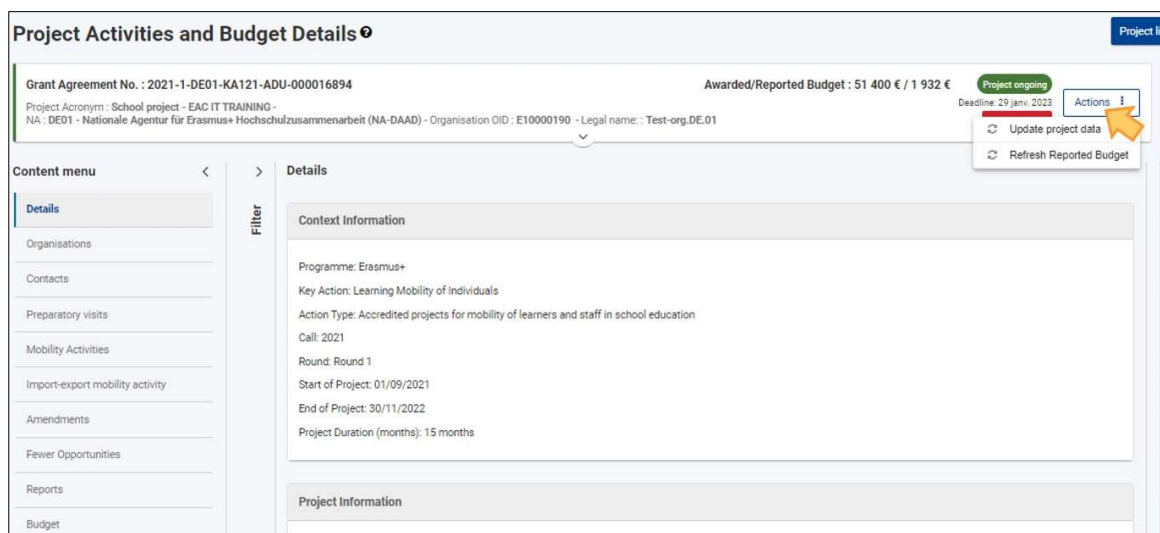 Project Activities and Budget Details
Project li
Grant Agreement No. : 2021-1-DE01-KA121-ADU-000016894
Awarded/Reported Budget : 51 400 € / 1 932 €
Project ongoing
Project Acronym : School project - EAC IT TRAINING -
Deadline: 29 janv. 2023
Actions
NA : DE01 - Nationale Agentur für Erasmus+ Hochschulzusammenarbeit (NA-DAAD) - Organisation OID : E10000190 - Legal name: : Test-org.DE.01
Update project data
Refresh Reported Budget
Content menu
Details
Organisations
Contacts
Preparatory visits
Mobility Activities
Import-export mobility activity
Amendments
Fewer Opportunities
Reports
Budget
Filter
Details
Context Information
Programme: Erasmus+
Key Action: Learning Mobility of Individuals
Action Type: Accredited projects for mobility of learners and staff in school education
Call: 2021
Round: Round 1
Start of Project: 01/09/2021
End of Project: 30/11/2022
Project Duration (months): 15 months
Project Information